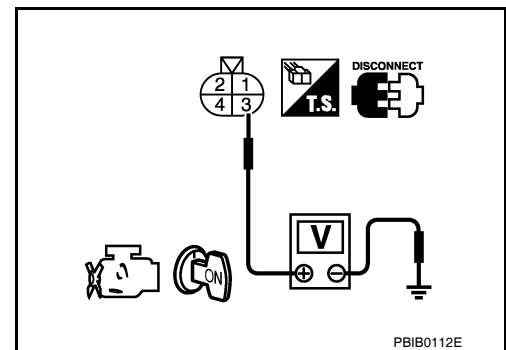 DISCONNECT
T.S.
2 1
4 3
V
ON
+ −
PBIB0112E